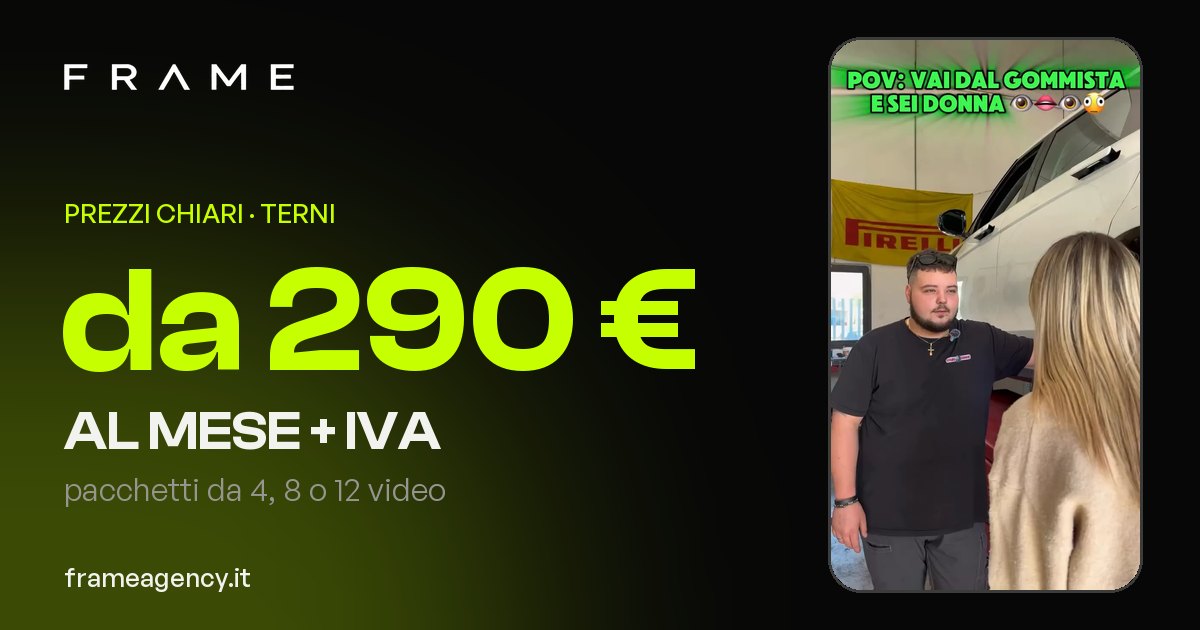 FRAME
PREZZI CHIARI · TERNI
da 290 €
AL MESE + IVA
pacchetti da 4, 8 o 12 video
frameagency.it
POV: VAI DAL GOMMISTA
E SEI DONNA 👁️👄👁️😳
PIRELLI